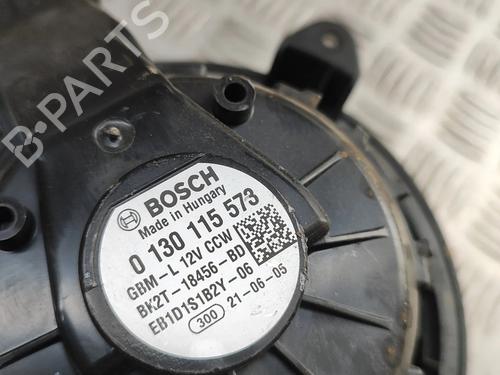 B-PARTS
BOSCH
Made in Hungary
0 130 115 573
GBM-L 12V CCW
BK2T-18456-BD
EB1D1S1B2Y-06
300 21-06-05